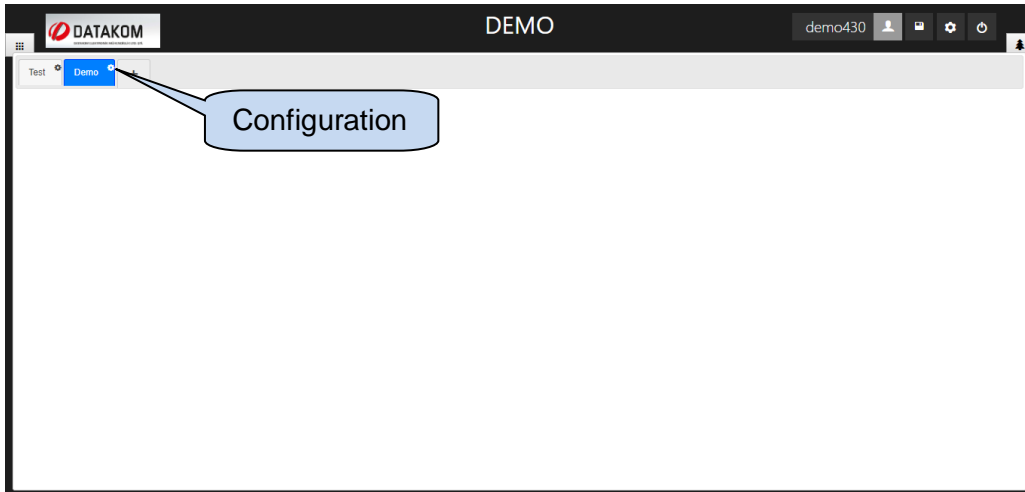 DATAKOM
DEMO
demo430
Test
Demo
+
Configuration